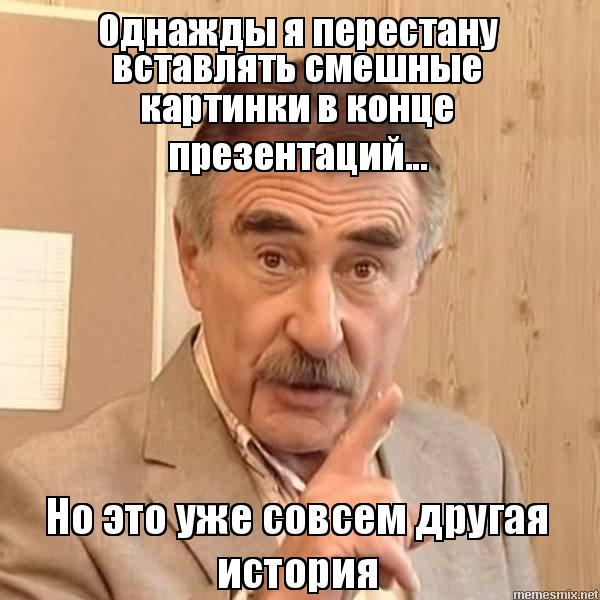 Однажды я перестану
вставлять смешные
картинки в конце
презентаций...
Но это уже совсем другая
история
memesmix.net